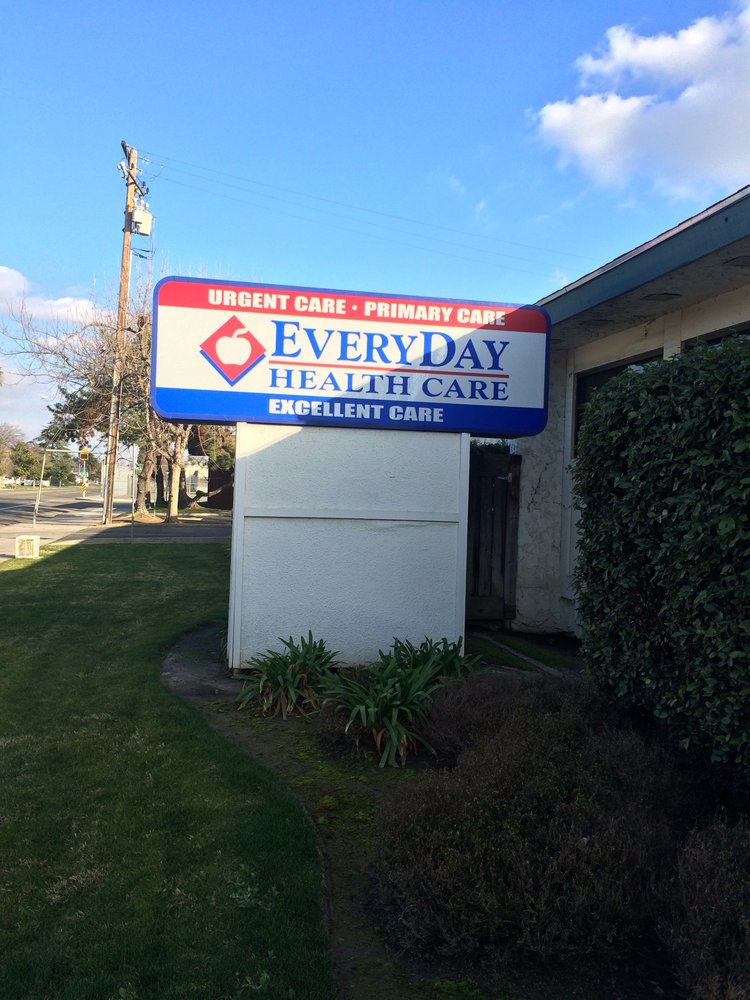 URGENT CARE • PRIMARY CARE
EVERYDAY
HEALTH CARE
EXCELLENT CARE